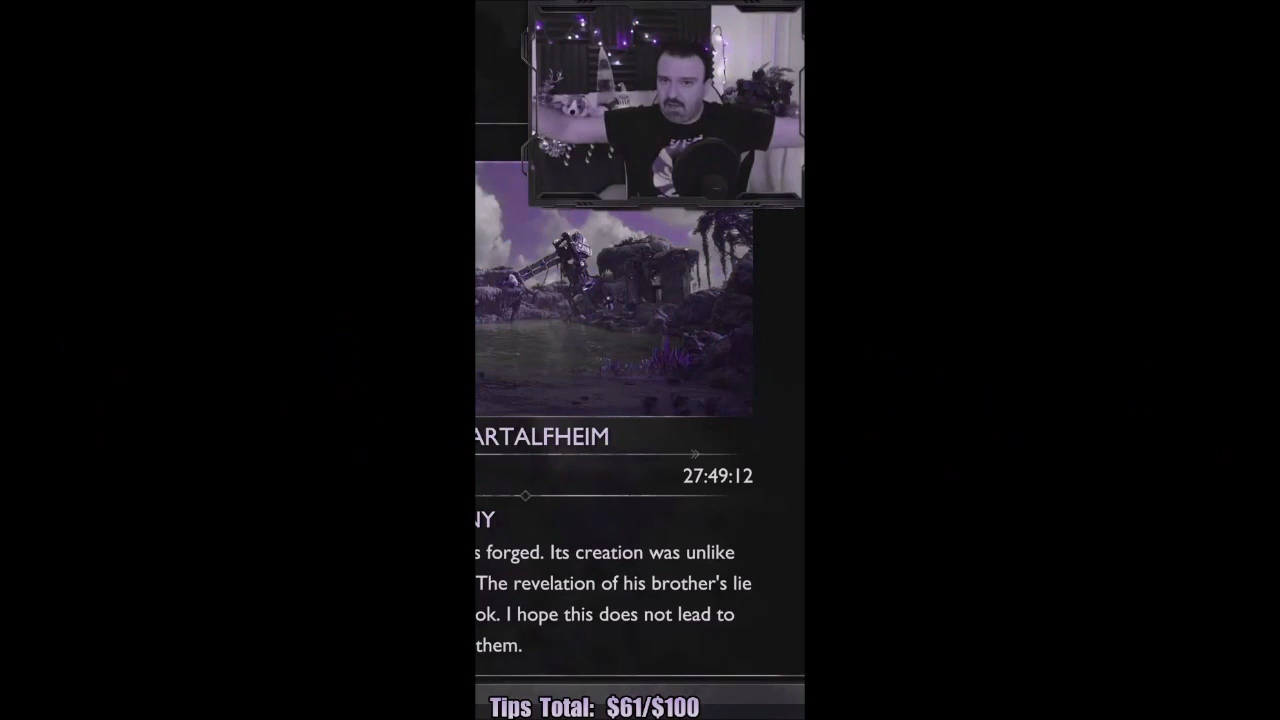 ARTALFHEIM
27:49:12
NY
s forged. Its creation was unlike
The revelation of his brother's lie
ok. I hope this does not lead to
them.
Tips Total: $61/$100